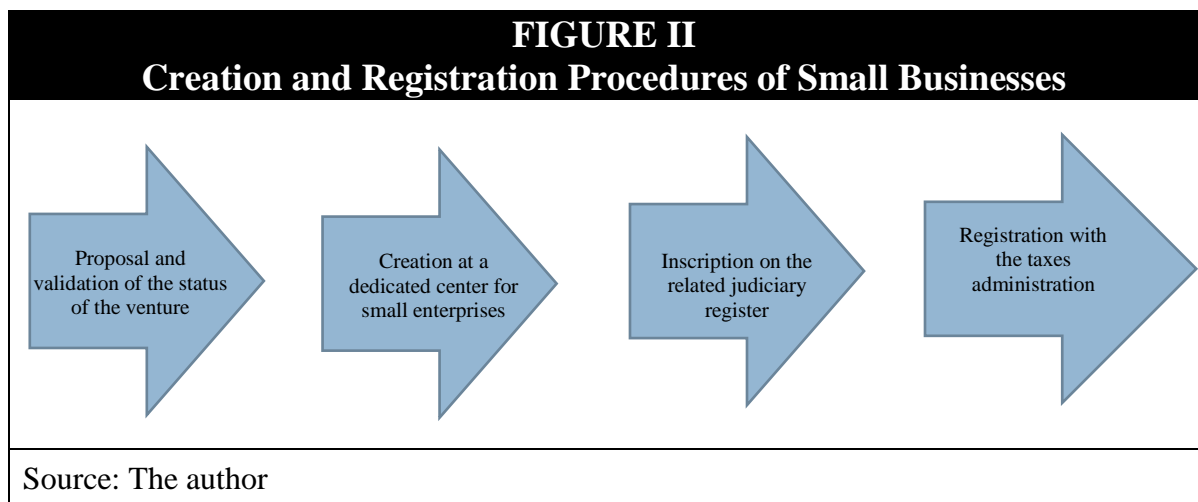 FIGURE II
Creation and Registration Procedures of Small Businesses
Proposal and
validation of the status
of the venture
Creation at a
dedicated center for
small enterprises
Inscription on the
related judiciary
register
Registration with
the taxes
administration
Source: The author